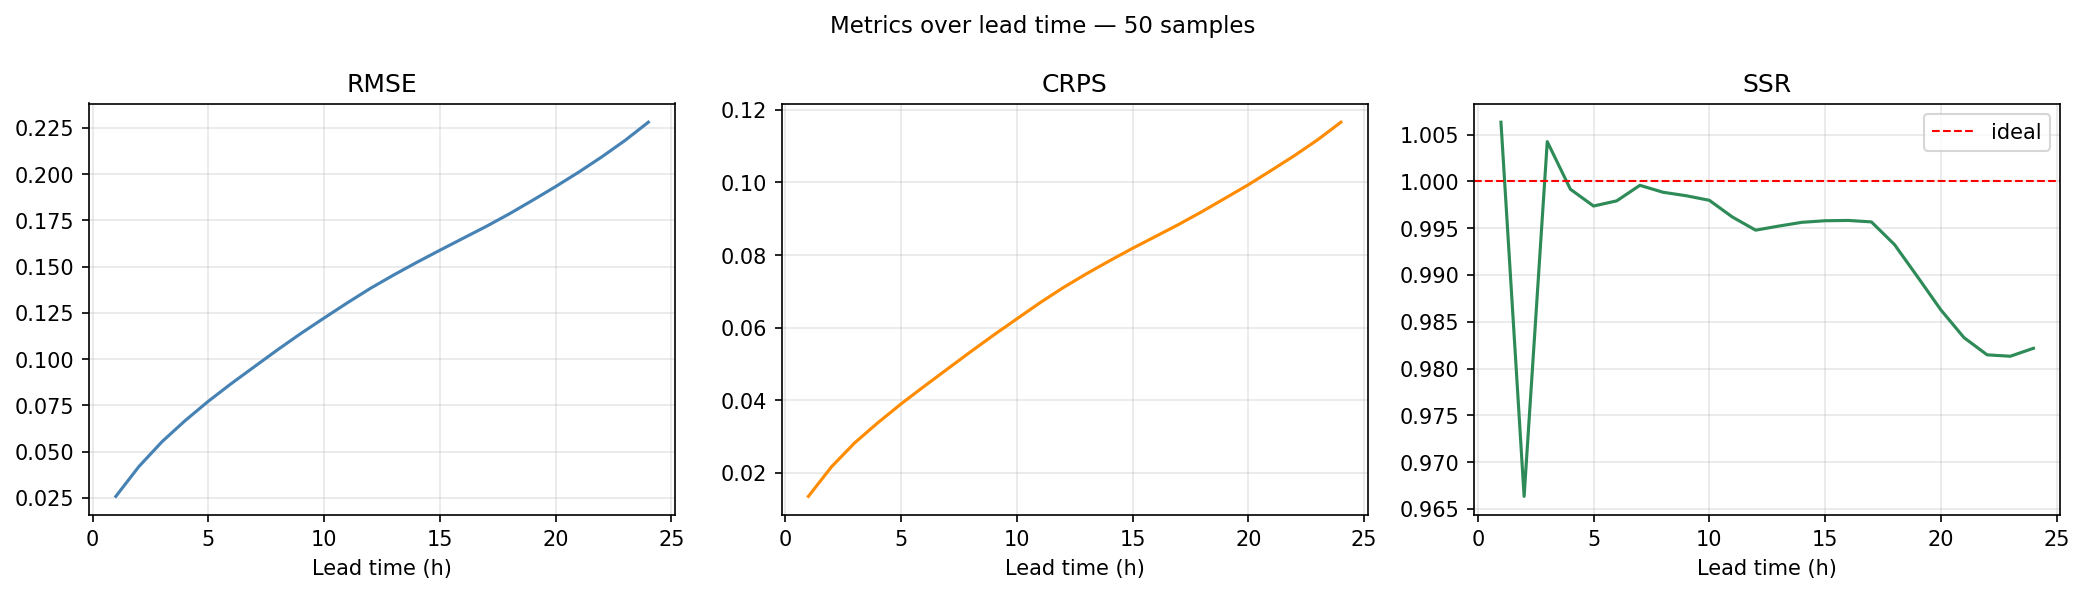 Metrics over lead time — 50 samples
RMSE
0.225
0.200
0.175
0.150
0.125
0.100
0.075
0.050
0.025
0 5 10 15 20 25
Lead time (h)
CRPS
0.12
0.10
0.08
0.06
0.04
0.02
0 5 10 15 20 25
Lead time (h)
SSR
ideal
1.005
1.000
0.995
0.990
0.985
0.980
0.975
0.970
0.965
0 5 10 15 20 25
Lead time (h)